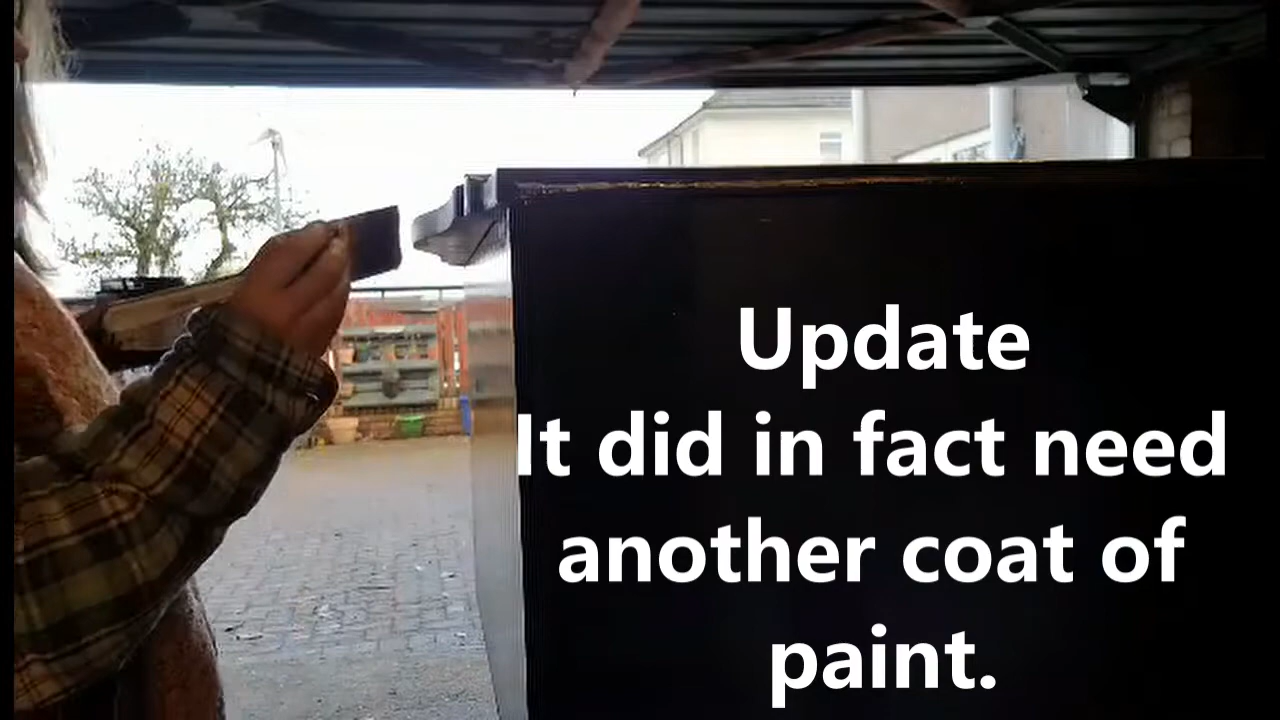 Update
It did in fact need
another coat of
paint.